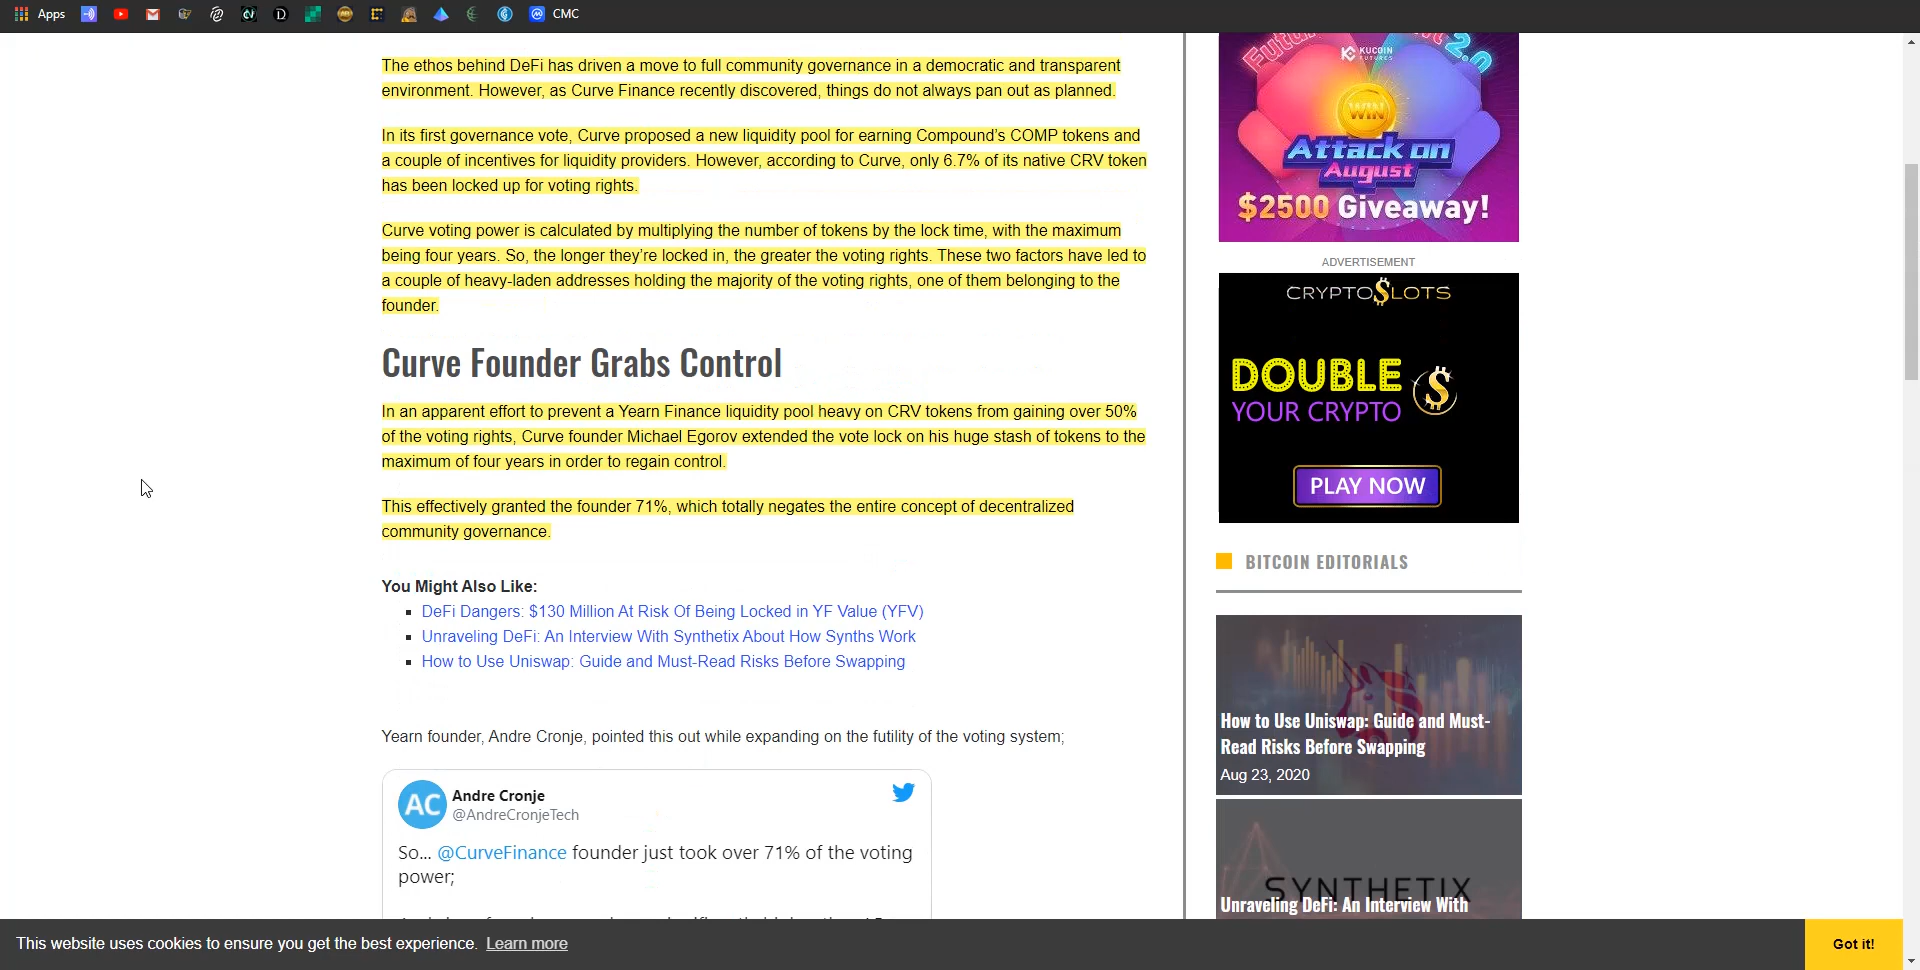 Apps
CMC
The ethos behind DeFi has driven a move to full community governance in a democratic and transparent
environment. However, as Curve Finance recently discovered, things do not always pan out as planned.
In its first governance vote, Curve proposed a new liquidity pool for earning Compound's COMP tokens and
a couple of incentives for liquidity providers. However, according to Curve, only 6.7% of its native CRV token
has been locked up for voting rights.
Curve voting power is calculated by multiplying the number of tokens by the lock time, with the maximum
being four years. So, the longer they're locked in, the greater the voting rights. These two factors have led to
a couple of heavy-laden addresses holding the majority of the voting rights, one of them belonging to the
founder.
Curve Founder Grabs Control
In an apparent effort to prevent a Yearn Finance liquidity pool heavy on CRV tokens from gaining over 50%
of the voting rights, Curve founder Michael Egorov extended the vote lock on his huge stash of tokens to the
maximum of four years in order to regain control.
This effectively granted the founder 71%, which totally negates the entire concept of decentralized
community governance.
You Might Also Like:
DeFi Dangers: $130 Million At Risk Of Being Locked in YF Value (YFV)
Unraveling DeFi: An Interview With Synthetix About How Synths Work
How to Use Uniswap: Guide and Must-Read Risks Before Swapping
Yearn founder, Andre Cronje, pointed this out while expanding on the futility of the voting system;
AC
Andre Cronje
@AndreCronjeTech
So... @CurveFinance founder just took over 71% of the voting
power;
2.0
KUCOIN
FUTURES
WIN
Attack on
August
$2500 Giveaway!
ADVERTISEMENT
CRYPTO$LOTS
DOUBLE
YOUR CRYPTO
$
PLAY NOW
BITCOIN EDITORIALS
How to Use Uniswap: Guide and Must-
Read Risks Before Swapping
Aug 23, 2020
SYNTHETIX
Unraveling DeFi: An Interview With
This website uses cookies to ensure you get the best experience. Learn more
Got it!